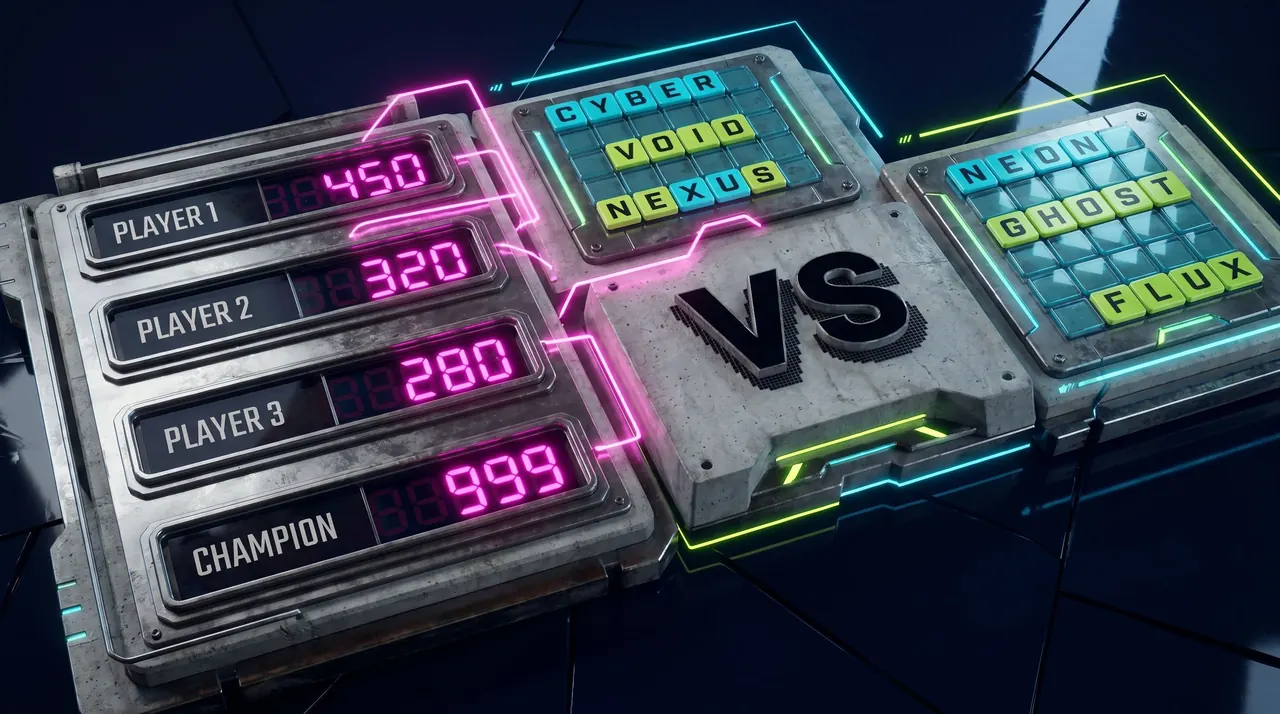 PLAYER 1 450
PLAYER 2 320
PLAYER 3 280
CHAMPION 999
CYBER
VOID
NEXUS
VS
NEON
GHOST
FLUX